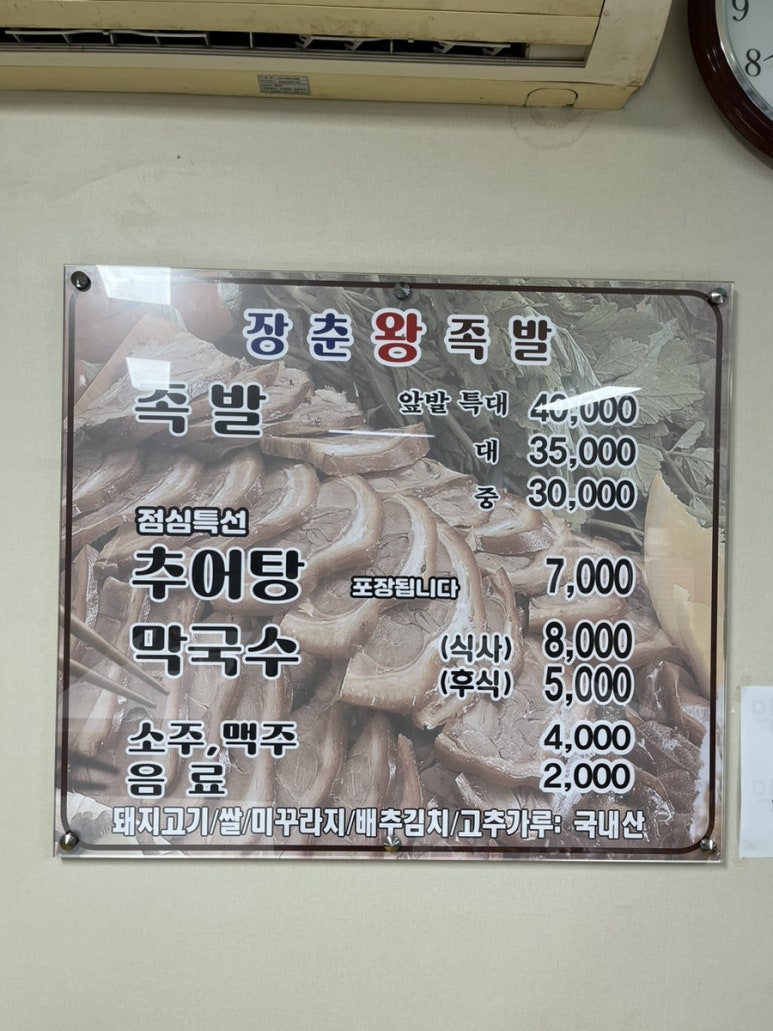 장춘왕족발
족발 앞발 특대 40,000
대 35,000
중 30,000
점심특선
추어탕 포장됩니다 7,000
막국수 (식사) 8,000
(후식) 5,000
소주,맥주 4,000
음료 2,000
돼지고기/쌀/미꾸라지/배추김치/고추가루: 국내산
9
8